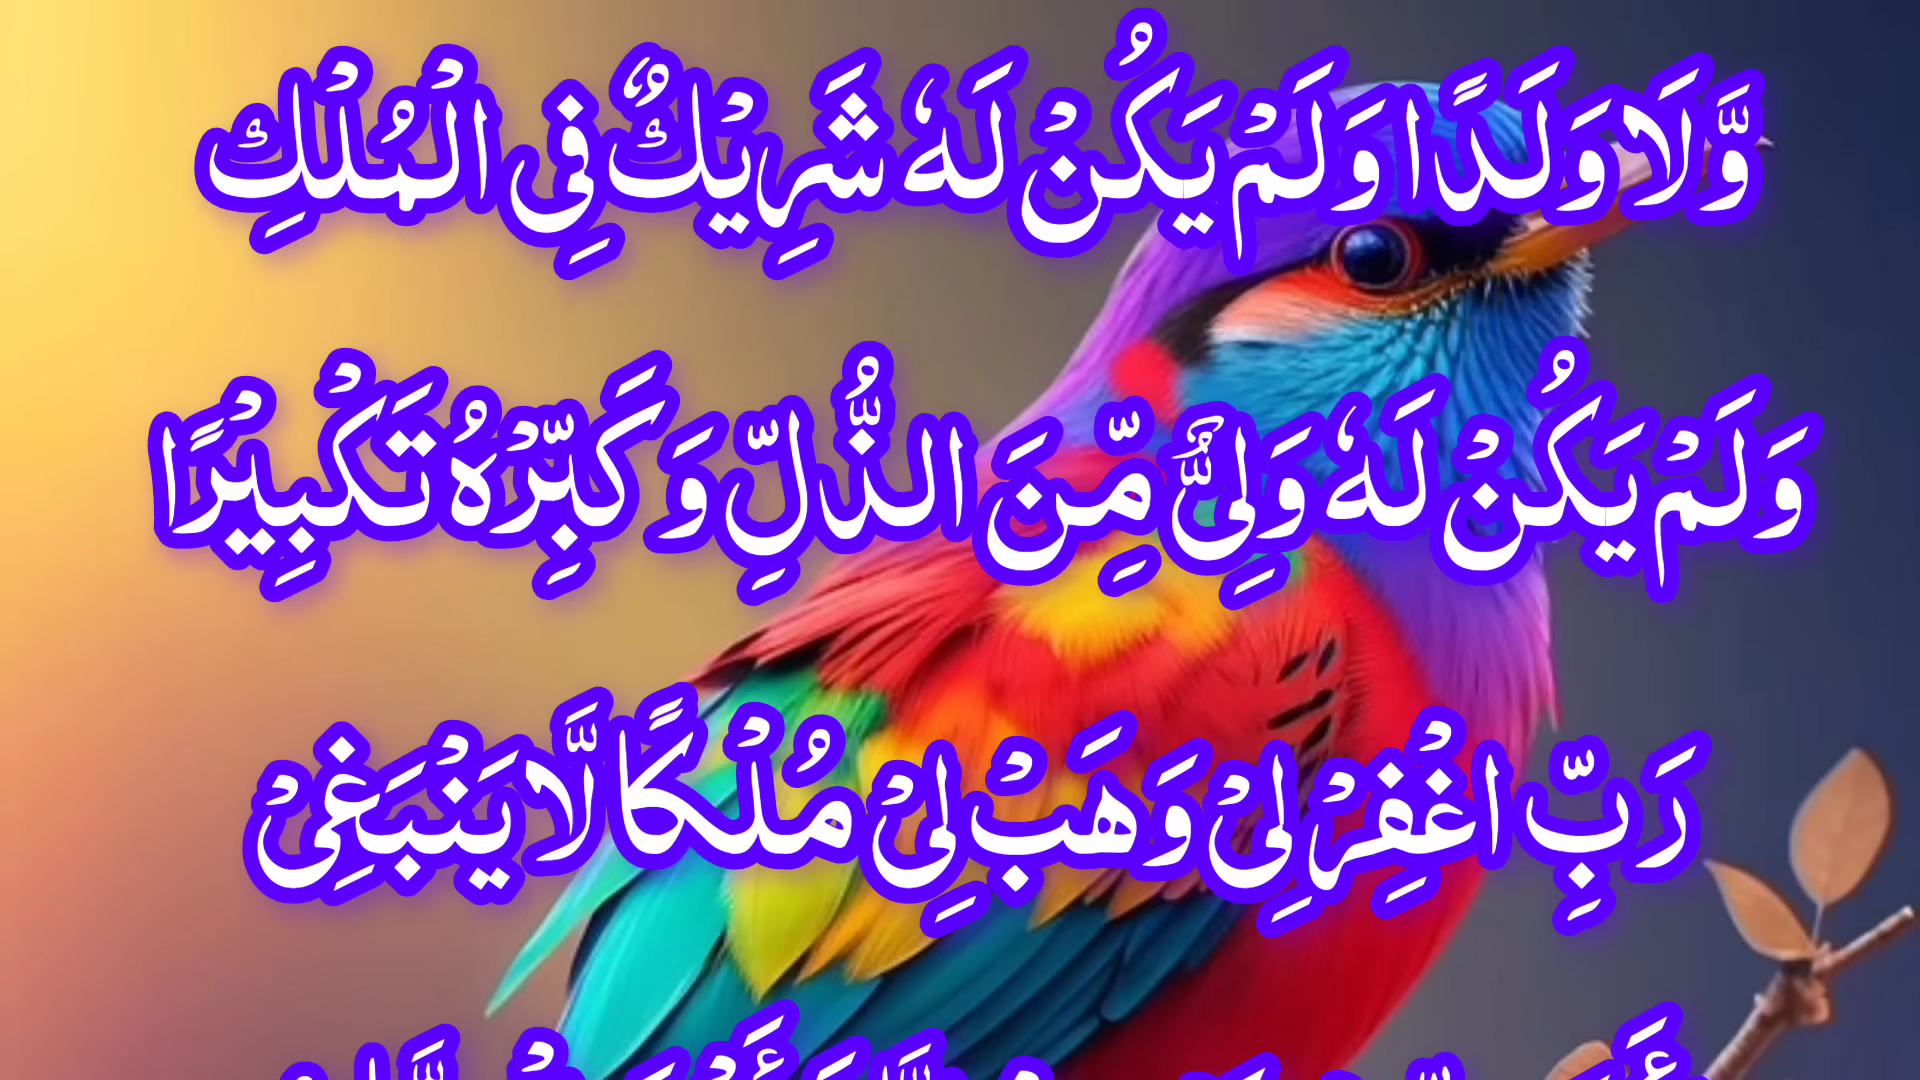 وَّلَا وَلَدًا وَلَمْ يَكُنْ لَهٗ شَرِيْكٌ فِى الْمُلْكِ
وَلَمْ يَكُنْ لَهٗ وَلِىٌّ مِّنَ الذُّلِّ وَكَبِّرْهُ تَكْبِيْرًا
رَبِّ اغْفِرْ لِىْ وَهَبْ لِىْ مُلْكًا لَّا يَنْبَغِىْ